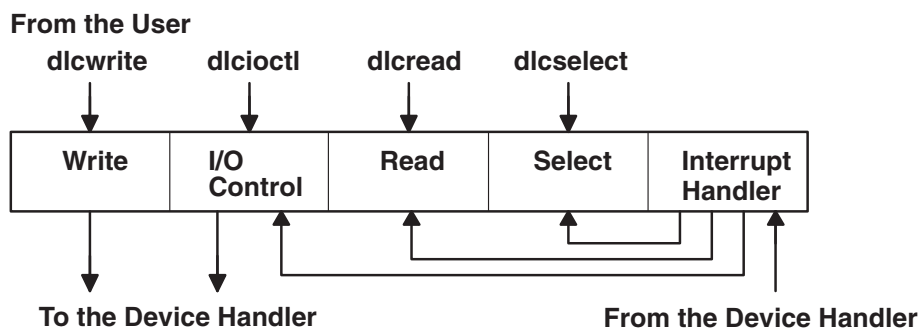 From the User
dlcwrite dlcioctl dlcread dlcselect
Write I/O Control Read Select Interrupt Handler
To the Device Handler From the Device Handler